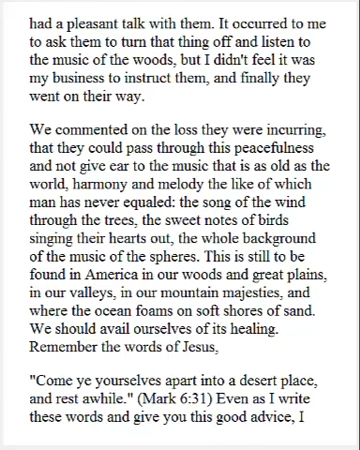 had a pleasant talk with them. It occurred to me
to ask them to turn that thing off and listen to
the music of the woods, but I didn't feel it was
my business to instruct them, and finally they
went on their way.
We commented on the loss they were incurring,
that they could pass through this peacefulness
and not give ear to the music that is as old as the
world, harmony and melody the like of which
man has never equaled: the song of the wind
through the trees, the sweet notes of birds
singing their hearts out, the whole background
of the music of the spheres. This is still to be
found in America in our woods and great plains,
in our valleys, in our mountain majesties, and
where the ocean foams on soft shores of sand.
We should avail ourselves of its healing.
Remember the words of Jesus,
"Come ye yourselves apart into a desert place,
and rest awhile." (Mark 6:31) Even as I write
these words and give you this good advice, I